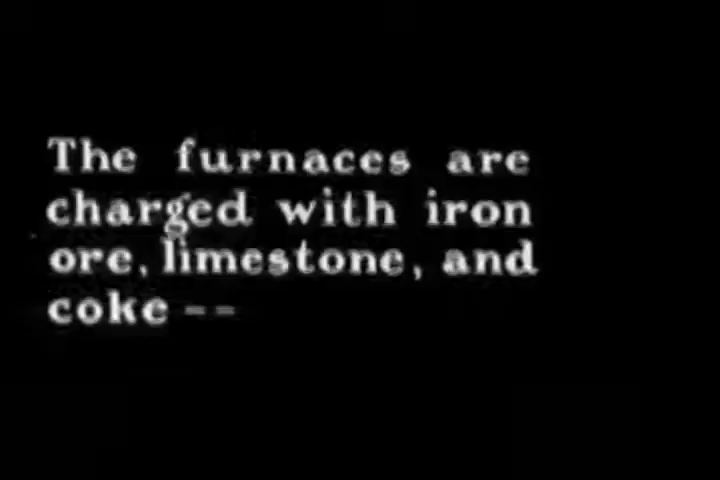 The furnaces are
charged with iron
ore, limestone, and
coke --